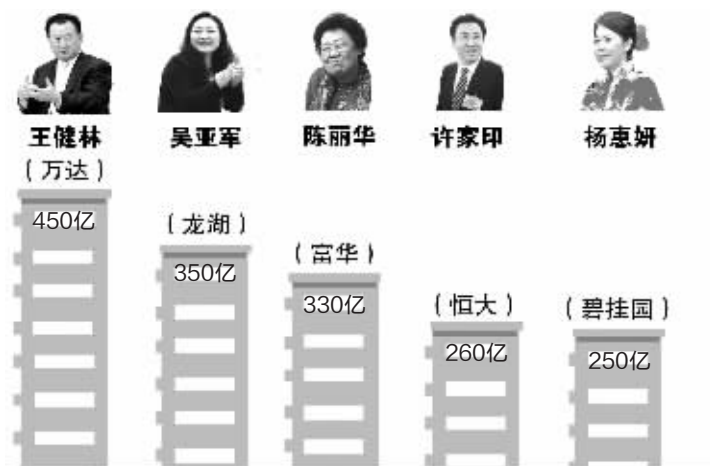 王健林 吴亚军 陈丽华 许家印 杨惠妍
(万达)
450亿
(龙湖)
350亿
(富华)
330亿
(恒大)
260亿
(碧挂园)
250亿